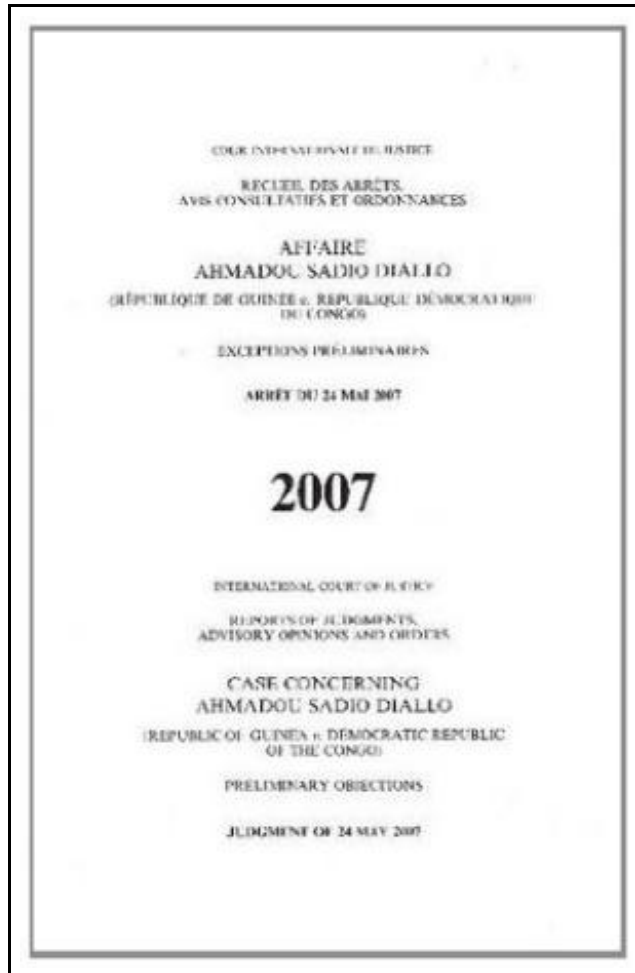 COUR INTERNATIONALE DE JUSTICE
RECUEIL DES ARRÊTS,
AVIS CONSULTATIFS ET ORDONNANCES
AFFAIRE
AHMADOU SADIO DIALLO
(RÉPUBLIQUE DE GUINÉE c. RÉPUBLIQUE DÉMOCRATIQUE
DU CONGO)
EXCEPTIONS PRÉLIMINAIRES
ARRÊT DU 24 MAI 2007
2007
INTERNATIONAL COURT OF JUSTICE
REPORTS OF JUDGMENTS,
ADVISORY OPINIONS AND ORDERS
CASE CONCERNING
AHMADOU SADIO DIALLO
(REPUBLIC OF GUINEA v. DEMOCRATIC REPUBLIC
OF THE CONGO)
PRELIMINARY OBJECTIONS
JUDGMENT OF 24 MAY 2007